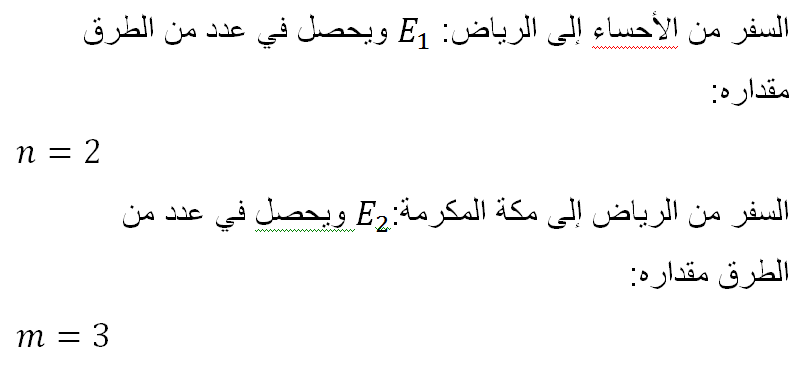 السفر من الأحساء إلى الرياض: E₁ ويحصل في عدد من الطرق
مقداره:
n = 2
السفر من الرياض إلى مكة المكرمة:E₂ ويحصل في عدد من
الطرق مقداره:
m = 3